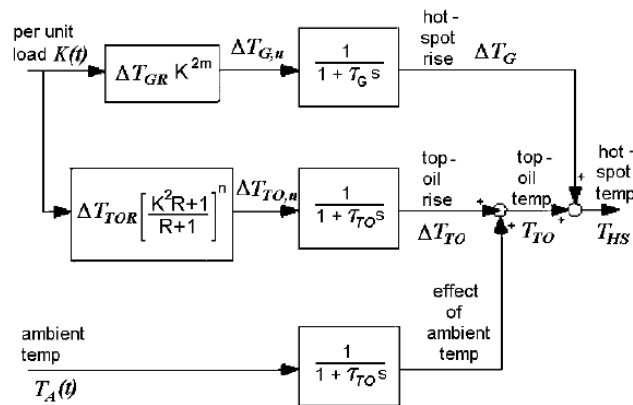 per unit
load K(t)
ΔT_GR K^2m
ΔT_G,u
1
1 + τ_G s
hot -
spot
rise
ΔT_G
ΔT_TOR [ K²R+1 / R+1 ]^n
ΔT_TO,u
1
1 + τ_TO s
top -
oil
rise
ΔT_TO
+
+
top -
oil
temp
T_TO
+
+
hot -
spot
temp
T_HS
ambient
temp
T_A(t)
1
1 + τ_TO s
effect
of
ambient
temp